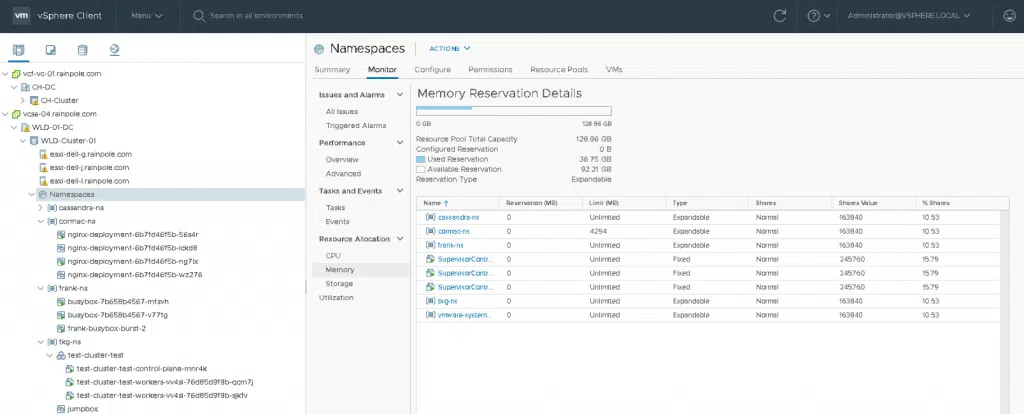 vm vSphere Client Menu Search in all environments. Administrator@VSPHERE.LOCAL
vcf-vc-01.rainpole.com
CH-DC
CH-Cluster
vcsa-04.rainpole.com
WLD-01-DC
WLD-Cluster-01
esxi-dell-g.rainpole.com
esxi-dell-j.rainpole.com
esxi-dell-l.rainpole.com
Namespaces
cassandra-ns
cormac-ns
nginx-deployment-6b7fd46f5b-56s4r
nginx-deployment-6b7fd46f5b-lckd8
nginx-deployment-6b7fd46f5b-ng7lx
nginx-deployment-6b7fd46f5b-wz276
frank-ns
busybox-7b658b4567-mfsvh
busybox-7b658b4567-v771g
frank-busybox-burst-2
tkg-ns
test-cluster-test
test-cluster-test-control-plane-mnr4k
test-cluster-test-workers-vv4sl-76d85d9f9b-qcm7j
test-cluster-test-workers-vv4sl-76d85d9f9b-sjkfv
jumpbox
Namespaces ACTIONS
Summary Monitor Configure Permissions Resource Pools VMs
Issues and Alarms
All Issues
Triggered Alarms
Performance
Overview
Advanced
Tasks and Events
Tasks
Events
Resource Allocation
CPU
Memory
Storage
Utilization
Memory Reservation Details
0 GB 128.96 GB
Resource Pool Total Capacity 128.96 GB
Configured Reservation 0 B
Used Reservation 36.75 GB
Available Reservation 92.21 GB
Reservation Type Expandable
Name Reservation (MB) Limit (MB) Type Shares Shares Value % Shares
cassandra-ns 0 Unlimited Expandable Normal 163840 10.53
cormac-ns 0 4294 Expandable Normal 163840 10.53
frank-ns 0 Unlimited Expandable Normal 163840 10.53
SupervisorContr... 0 Unlimited Fixed Normal 245760 15.79
SupervisorContr... 0 Unlimited Fixed Normal 245760 15.79
SupervisorContr... 0 Unlimited Fixed Normal 245760 15.79
tkg-ns 0 Unlimited Expandable Normal 163840 10.53
vmware-system... 0 Unlimited Expandable Normal 163840 10.53